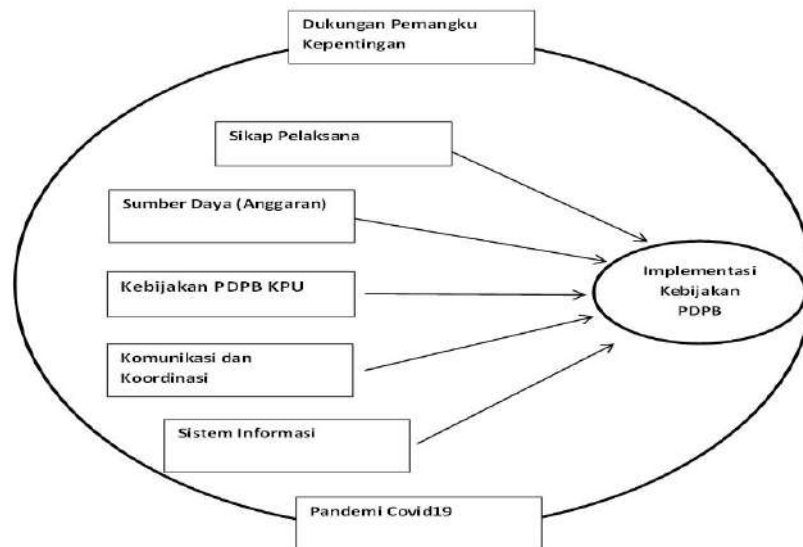 Dukungan Pemangku
Kepentingan
Sikap Pelaksana
Sumber Daya (Anggaran)
Kebijakan PDPB KPU
Komunikasi dan
Koordinasi
Sistem Informasi
Implementasi
Kebijakan
PDPB
Pandemi Covid19